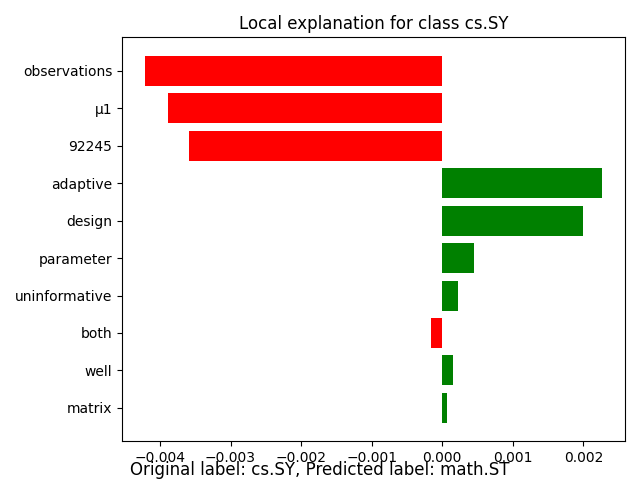 Local explanation for class cs.SY
observations
μ1
92245
adaptive
design
parameter
uninformative
both
well
matrix
−0.004 −0.003 −0.002 −0.001 0.000 0.001 0.002
Original label: cs.SY, Predicted label: math.ST